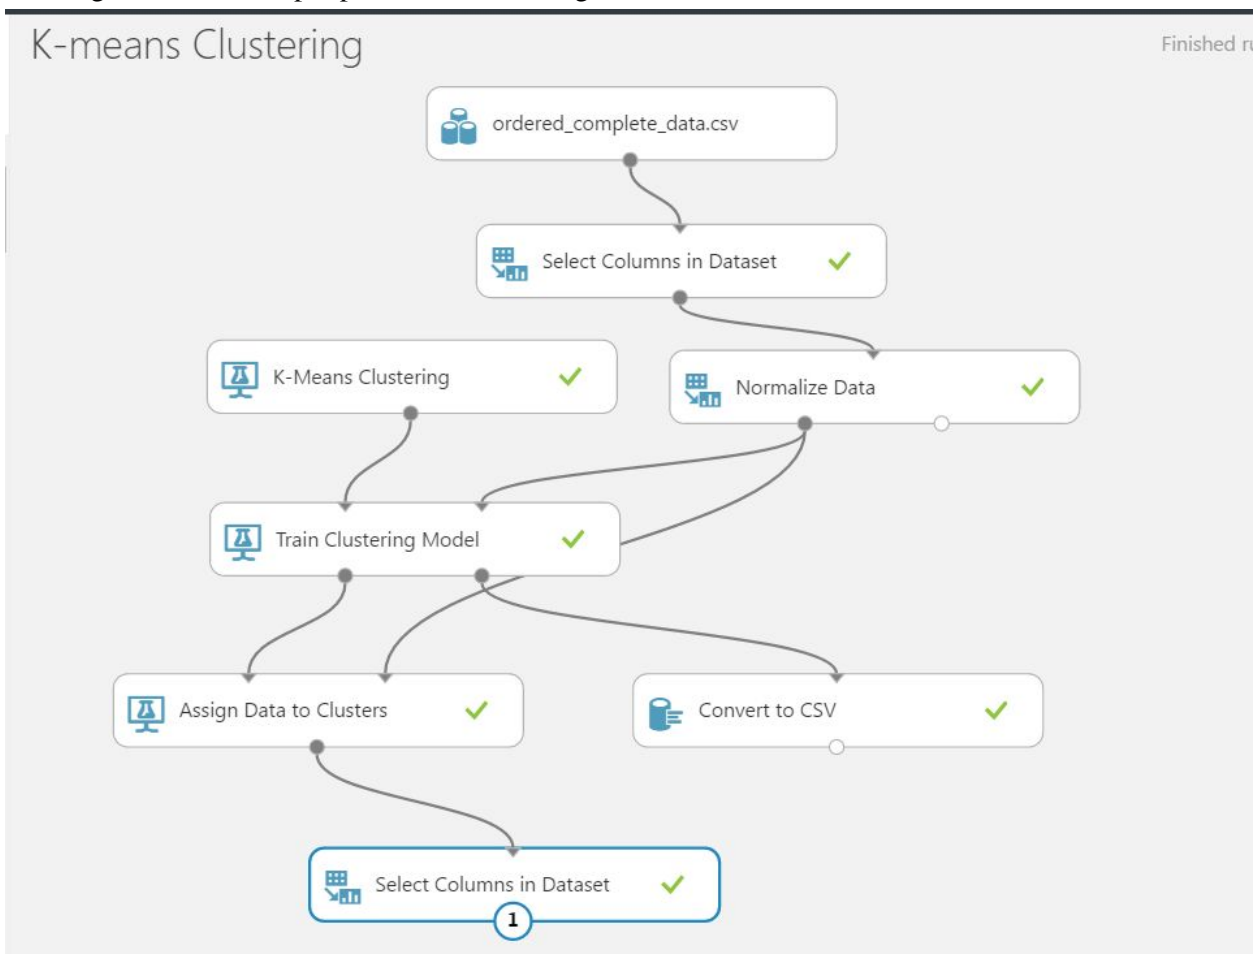 K-means Clustering
Finished ru
ordered_complete_data.csv
Select Columns in Dataset
K-Means Clustering
Normalize Data
Train Clustering Model
Assign Data to Clusters
Convert to CSV
Select Columns in Dataset
1